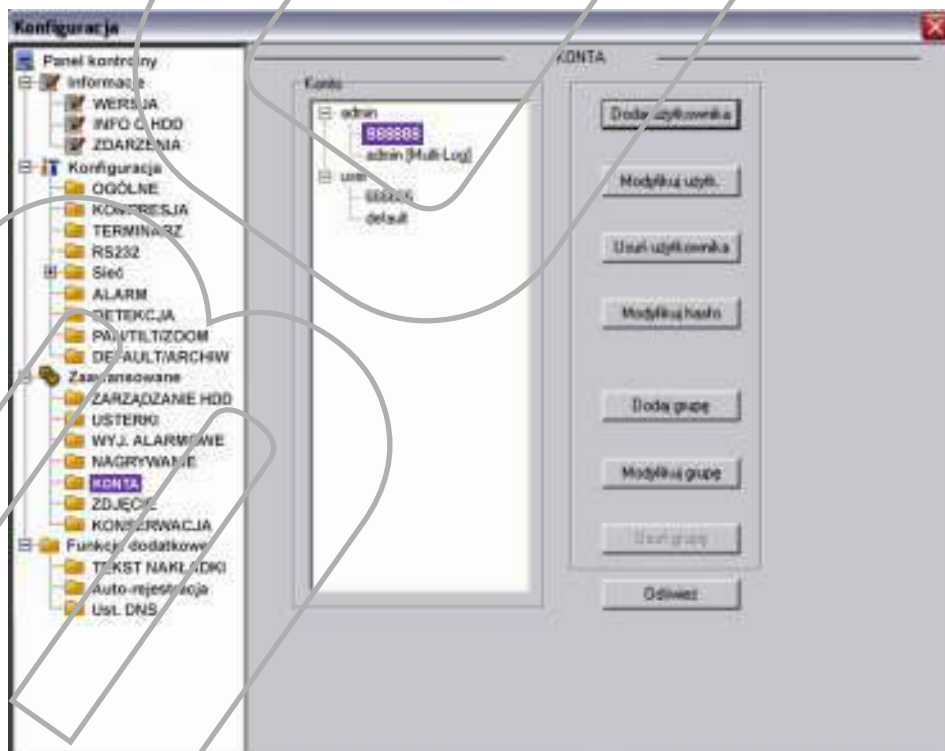 Konfiguracja
Panel kontrolny
Informacje
WERSJA
INFO O HDD
ZDARZENIA
Konfiguracja
OGÓLNE
KOMPRESJA
TERMINARZ
RS232
Sieć
ALARM
DETEKCJA
PAN/TILT/ZOOM
DEFAULT/ARCHIW
Zaawansowane
ZARZĄDZANIE HDD
USTERKI
WYJ. ALARMOWE
NAGRYWANIE
KONTA
ZDJĘCIE
KONSERWACJA
Funkcje dodatkowe
TEKST NAKŁADKI
Auto-rejestracja
Ust. DNS
KONTA
Konto
admin
888888
admin [Multi-Log]
user
666666
default
Dodaj użytkownika
Modyfikuj użytk.
Usuń użytkownika
Modyfikuj hasło
Dodaj grupę
Modyfikuj grupę
Usuń grupę
Odśwież